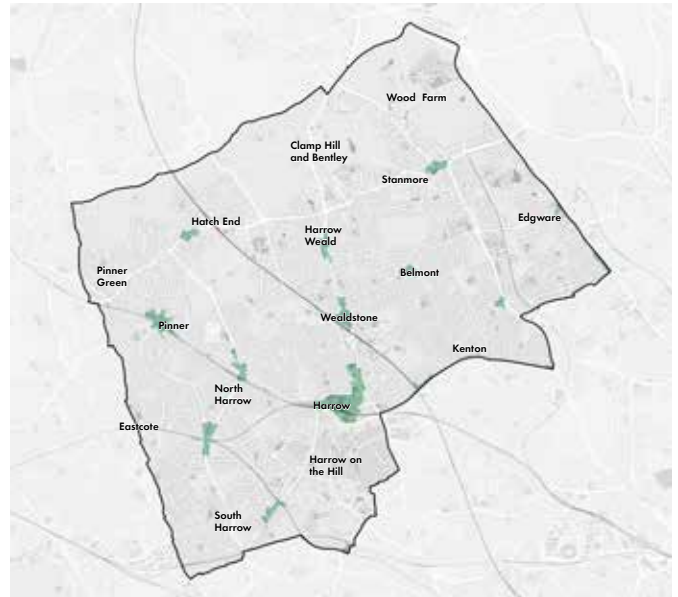 Wood Farm
Clamp Hill
and Bentley
Stanmore
Hatch End
Edgware
Harrow
Weald
Pinner
Green
Belmont
Wealdstone
Pinner
Kenton
North
Harrow
Harrow
Eastcote
Harrow on
the Hill
South
Harrow